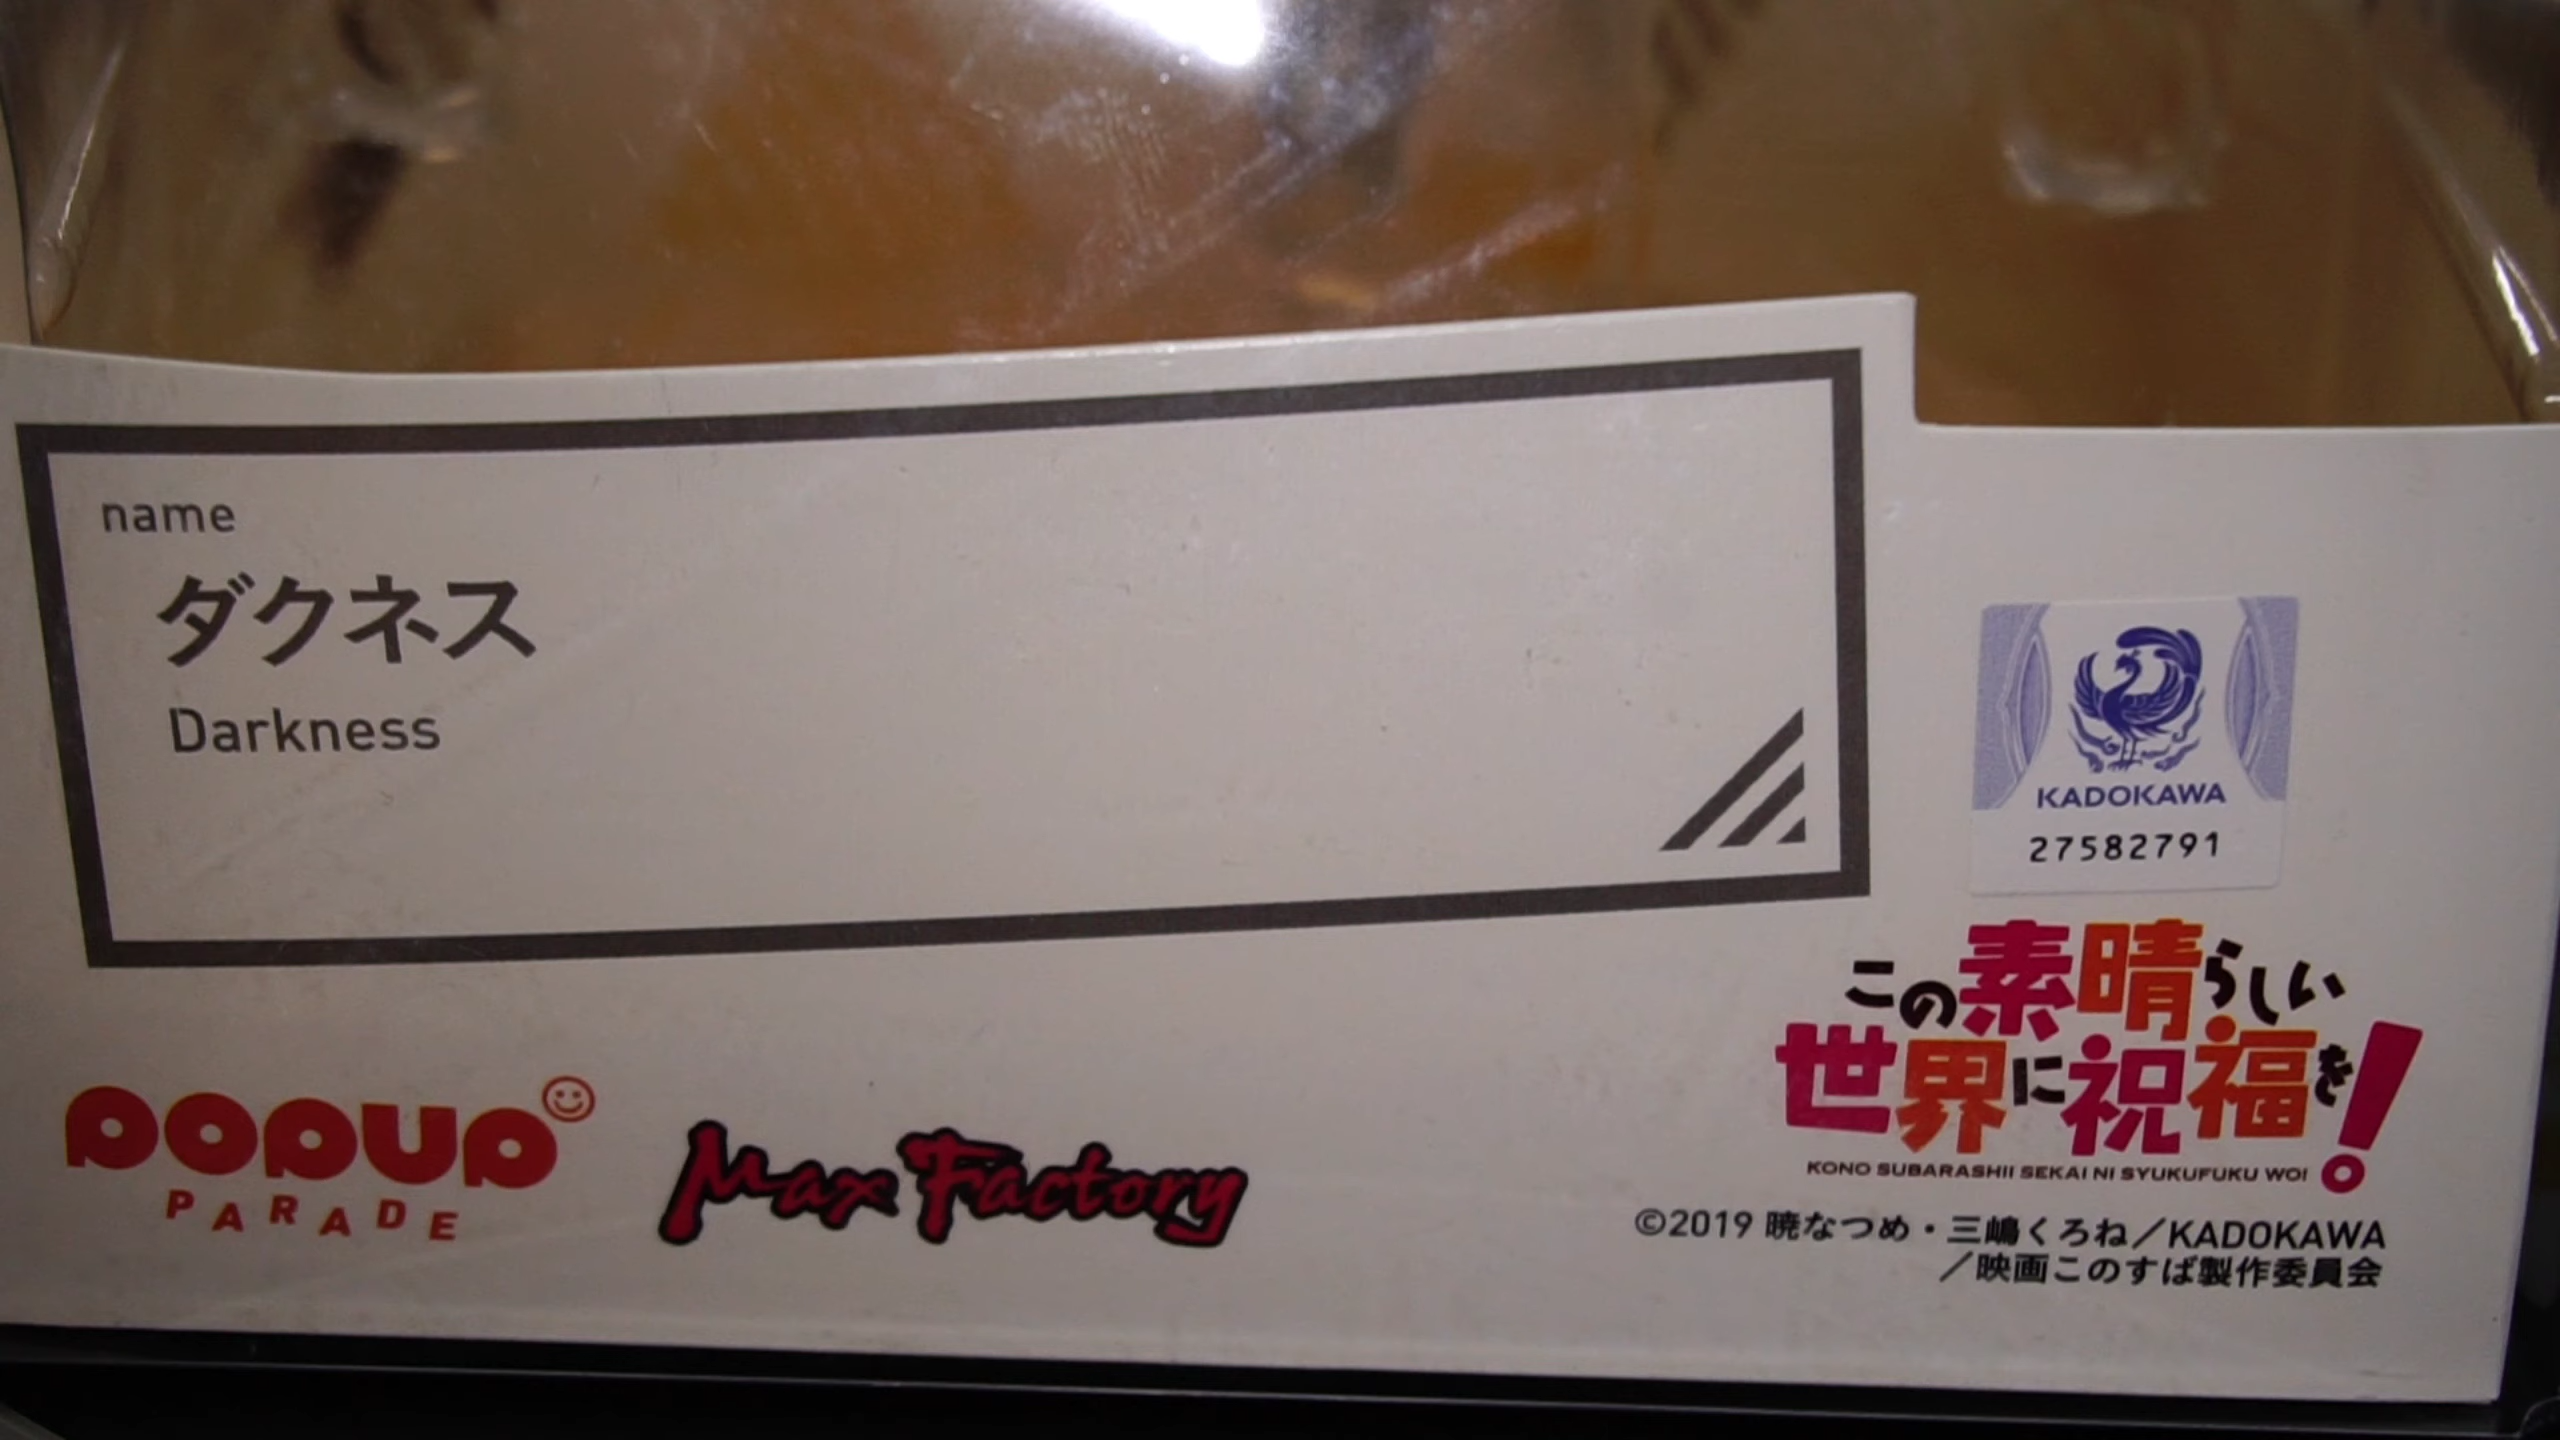 name
ダクネス
Darkness
KADOKAWA
27582791
この素晴らしい
世界に祝福を!
KONO SUBARASHII SEKAI NI SYUKUFUKU WO!
POPUP
PARADE
Max Factory
©2019 暁なつめ・三嶋くろね／KADOKAWA
／映画このすば製作委員会